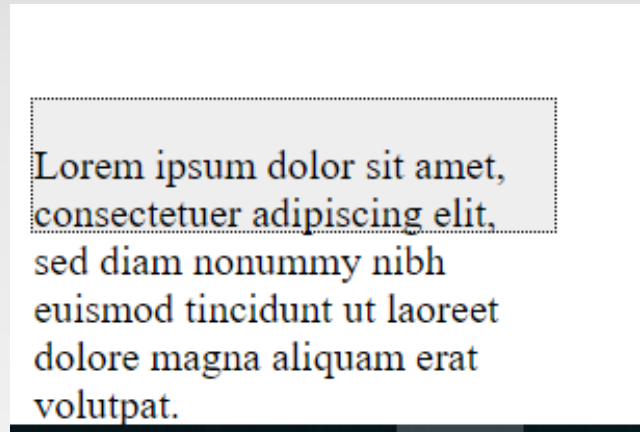 Lorem ipsum dolor sit amet,
consectetuer adipiscing elit,
sed diam nonummy nibh
euismod tincidunt ut laoreet
dolore magna aliquam erat
volutpat.